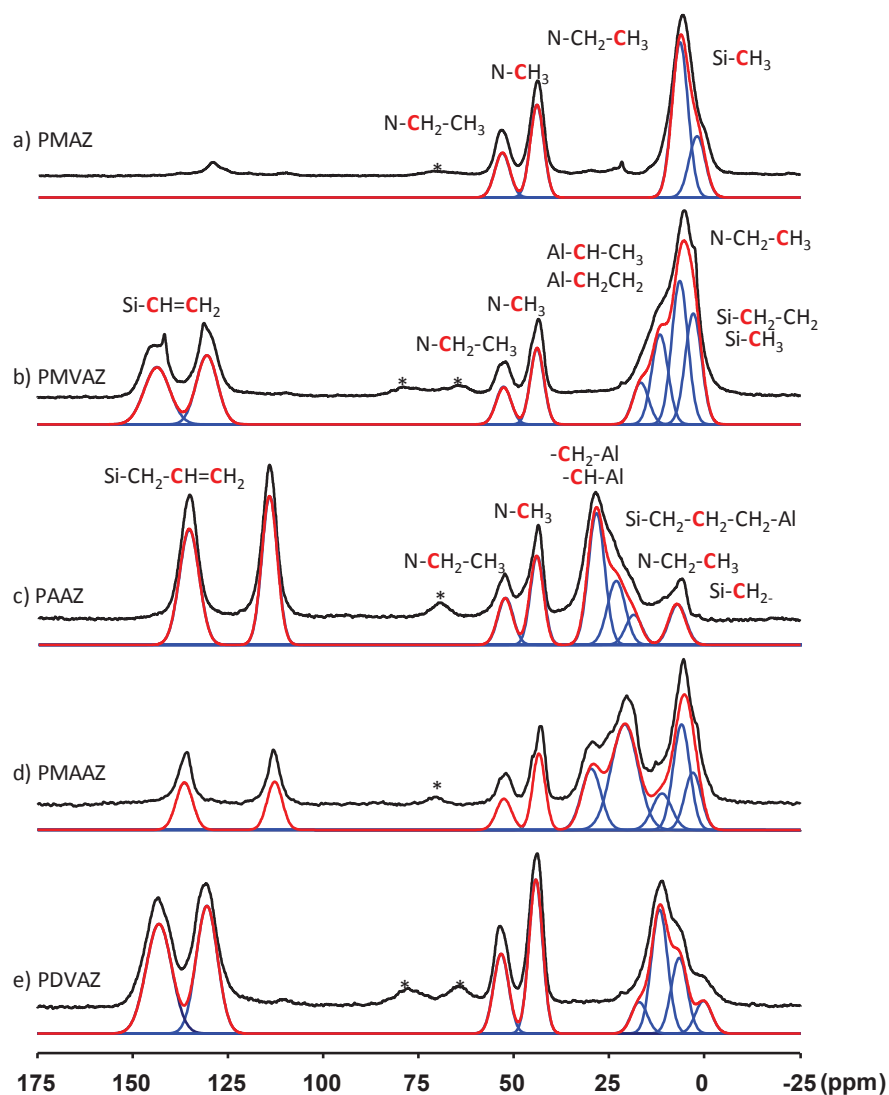 N-CH₂-CH₃
Si-CH₃
N-CH₃
N-CH₂-CH₃
a) PMAZ
*
N-CH₂-CH₃
Al-CH-CH₃
Al-CH₂CH₂
Si-CH=CH₂
N-CH₃
Si-CH₂-CH₂
Si-CH₃
N-CH₂-CH₃
b) PMVAZ
* *
-CH₂-Al
-CH-Al
Si-CH₂-CH=CH₂
N-CH₃
Si-CH₂-CH₂-CH₂-Al
N-CH₂-CH₃
N-CH₂-CH₃
Si-CH₂-
c) PAAZ
*
d) PMAAZ
*
e) PDVAZ
* *
175 150 125 100 75 50 25 0 -25 (ppm)